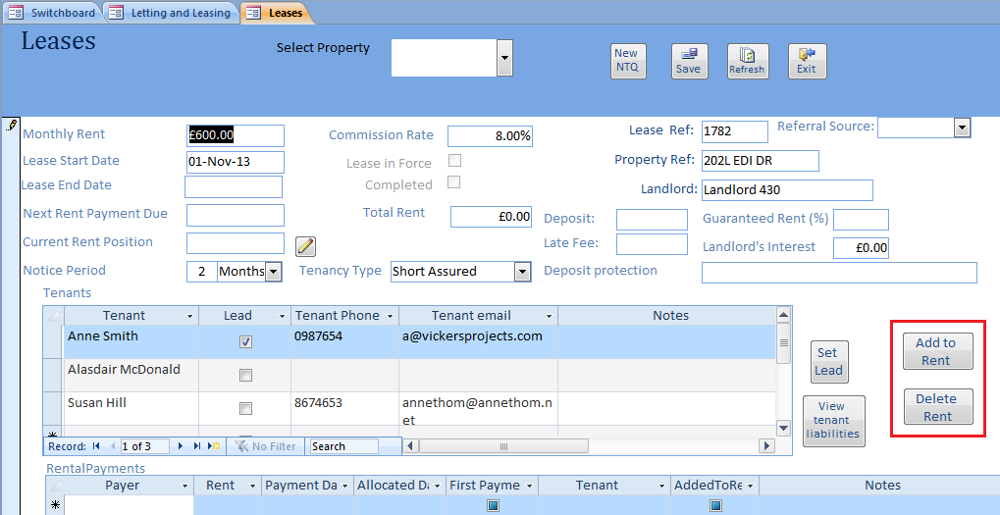 Switchboard Letting and Leasing Leases
Leases
Select Property
New
NTQ
Save
Refresh
Exit
Monthly Rent £600.00 Commission Rate 8.00% Lease Ref: 1782 Referral Source:
Lease Start Date 01-Nov-13 Lease in Force Property Ref: 202L EDI DR
Lease End Date Completed Landlord: Landlord 430
Next Rent Payment Due Total Rent £0.00 Deposit: Guaranteed Rent (%)
Current Rent Position Late Fee: Landlord's Interest £0.00
Notice Period 2 Months Tenancy Type Short Assured Deposit protection
Tenants
Tenant Lead Tenant Phone Tenant email Notes
Anne Smith 0987654 a@vickersprojects.com
Alasdair McDonald
Susan Hill 8674653 annethom@annethom.n
et
Record: 1 of 3 No Filter Search
Set
Lead
View
tenant
liabilities
Add to
Rent
Delete
Rent
RentalPayments
Payer Rent Payment Da Allocated Da First Payme Tenant AddedToRe Notes